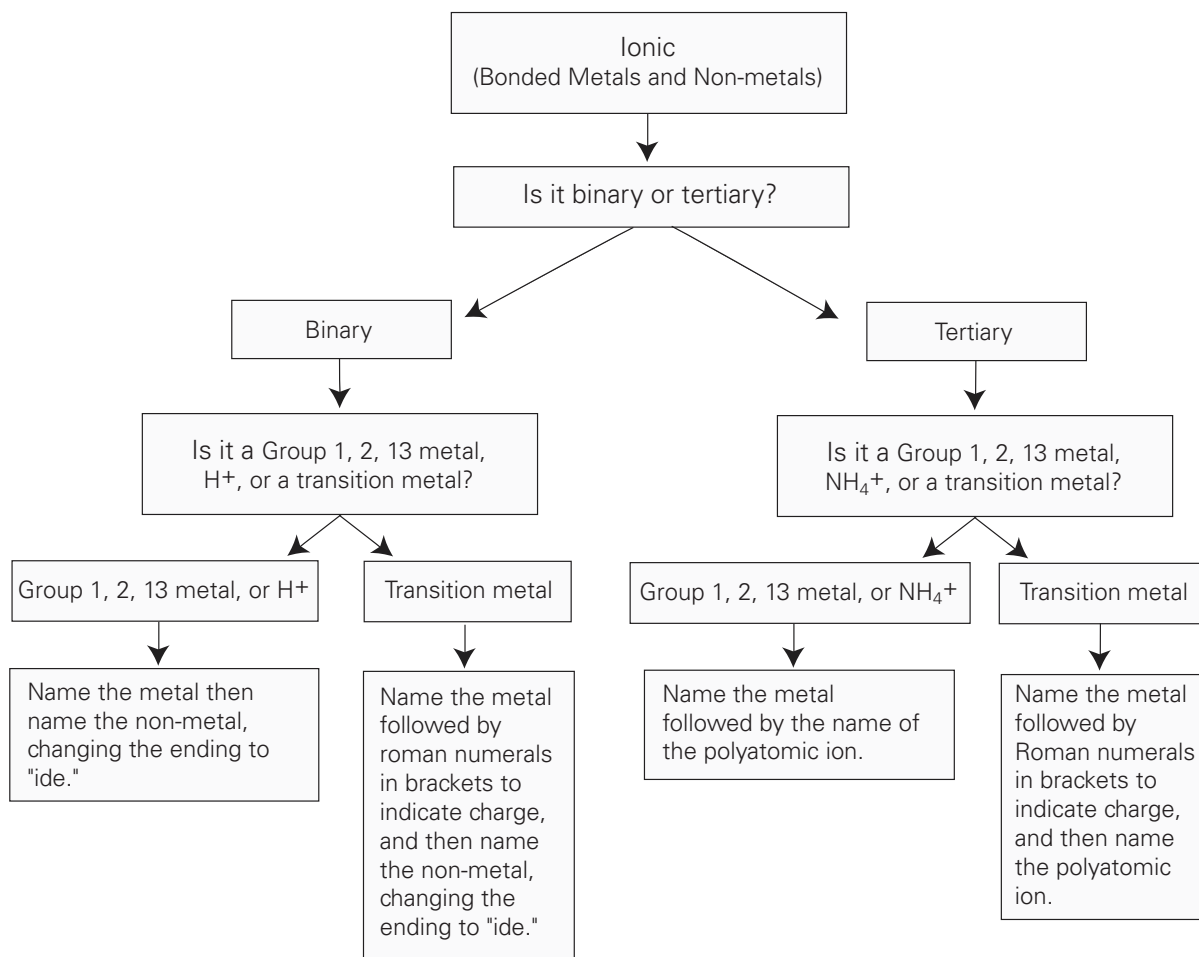 Ionic
(Bonded Metals and Non-metals)
Is it binary or tertiary?
Binary
Tertiary
Is it a Group 1, 2, 13 metal,
H+, or a transition metal?
Is it a Group 1, 2, 13 metal,
NH₄+, or a transition metal?
Group 1, 2, 13 metal, or H+
Transition metal
Group 1, 2, 13 metal, or NH₄+
Transition metal
Name the metal then
name the non-metal,
changing the ending to
"ide."
Name the metal
followed by
roman numerals
in brackets to
indicate charge,
and then name
the non-metal,
changing the
ending to "ide."
Name the metal
followed by the name of
the polyatomic ion.
Name the metal
followed by
Roman numerals
in brackets to
indicate charge,
and then name
the polyatomic
ion.